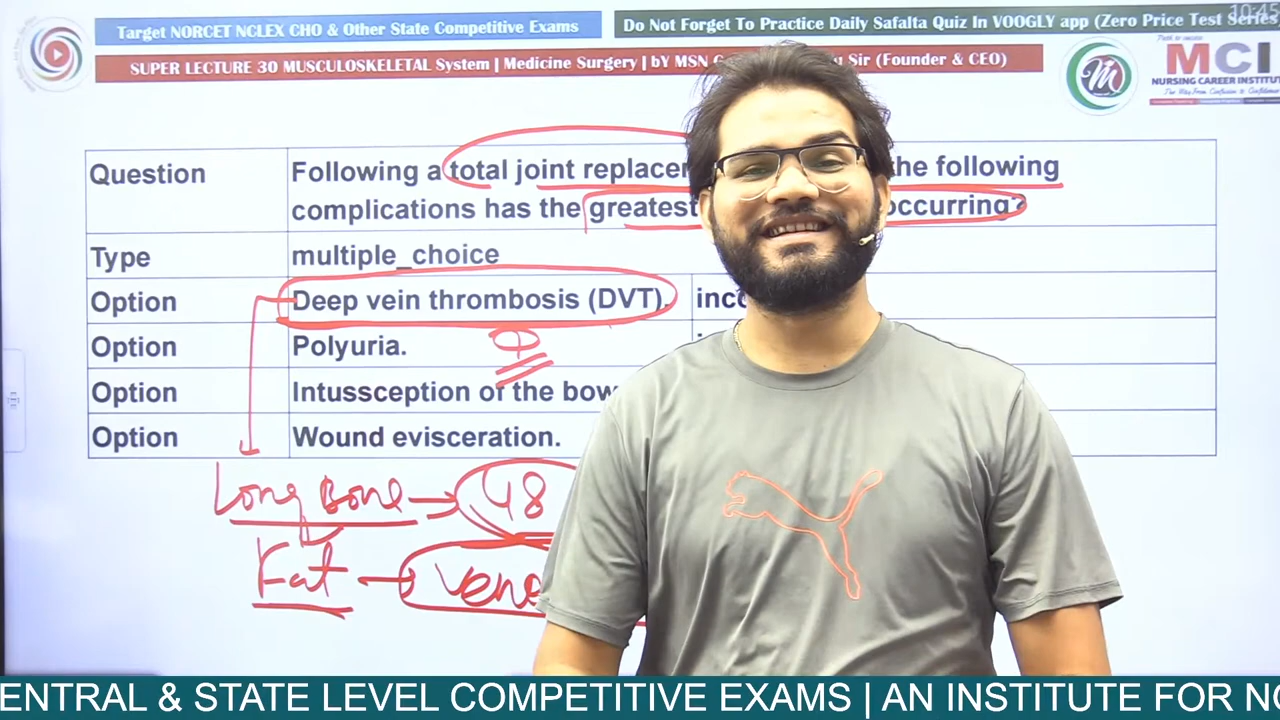 Target NORCET NCLEX CHO & Other State Competitive Exams
Do Not Forget To Practice Daily Safalta Quiz In VOOGLY app (Zero Price Test Series
10:45
SUPER LECTURE 30 MUSCULOSKELETAL System | Medicine Surgery | bY MSN Sir (Founder & CEO)
MCI
NURSING CAREER INSTITUT
Question
Following a total joint replacer the following
complications has the greatest occurring?
Type
multiple_choice
Option
Deep vein thrombosis (DVT).
Option
Polyuria.
Option
Intussception of the bow
Option
Wound evisceration.
Long Bone → 48
Fat
ENTRAL & STATE LEVEL COMPETITIVE EXAMS | AN INSTITUTE FOR NO